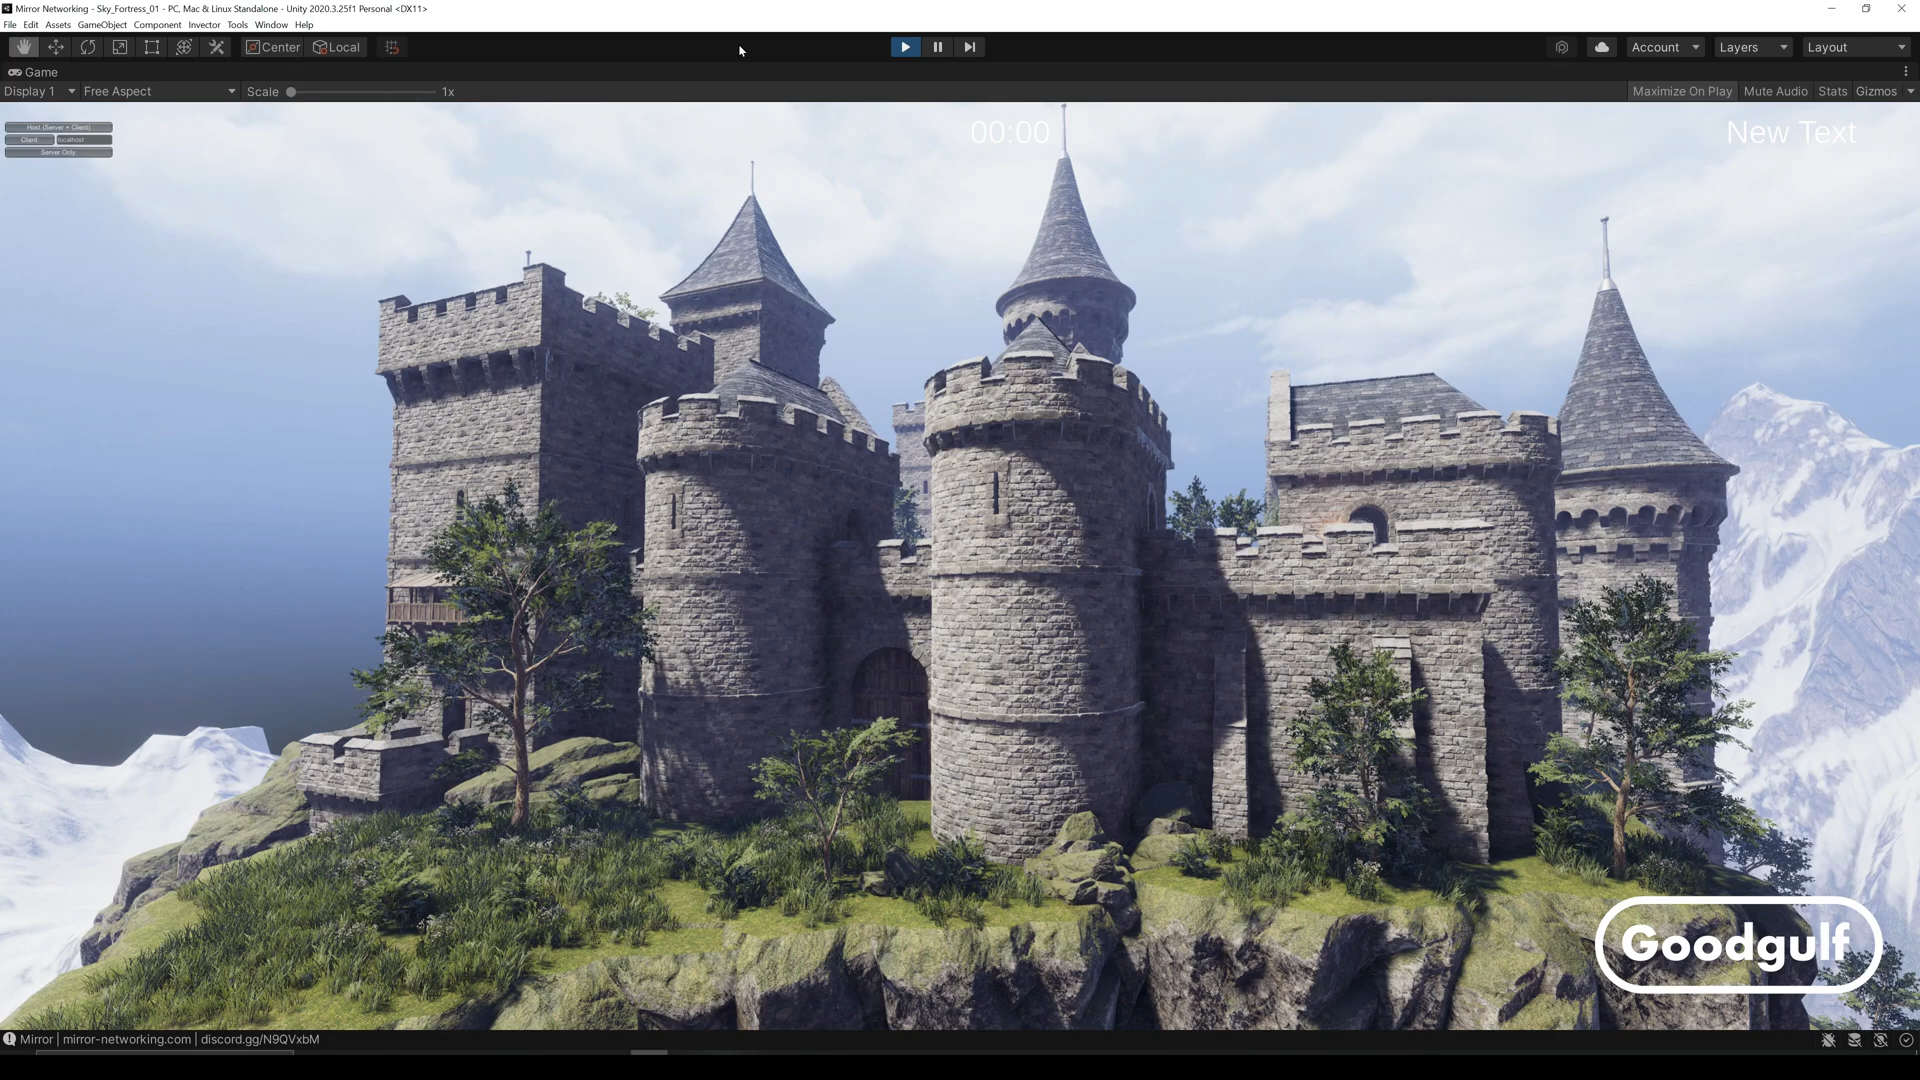 Mirror Networking - Sky_Fortress_01 - PC, Mac & Linux Standalone - Unity 2020.3.25f1 Personal <DX11>
File Edit Assets GameObject Component Invector Tools Window Help
Center Local Account Layers Layout
Game
Display 1 Free Aspect Scale 1x Maximize On Play Mute Audio Stats Gizmos
Host (Server + Client)
Client localhost
Server Only
00:00
New Text
Goodgulf
Mirror | mirror-networking.com | discord.gg/N9QVxbM